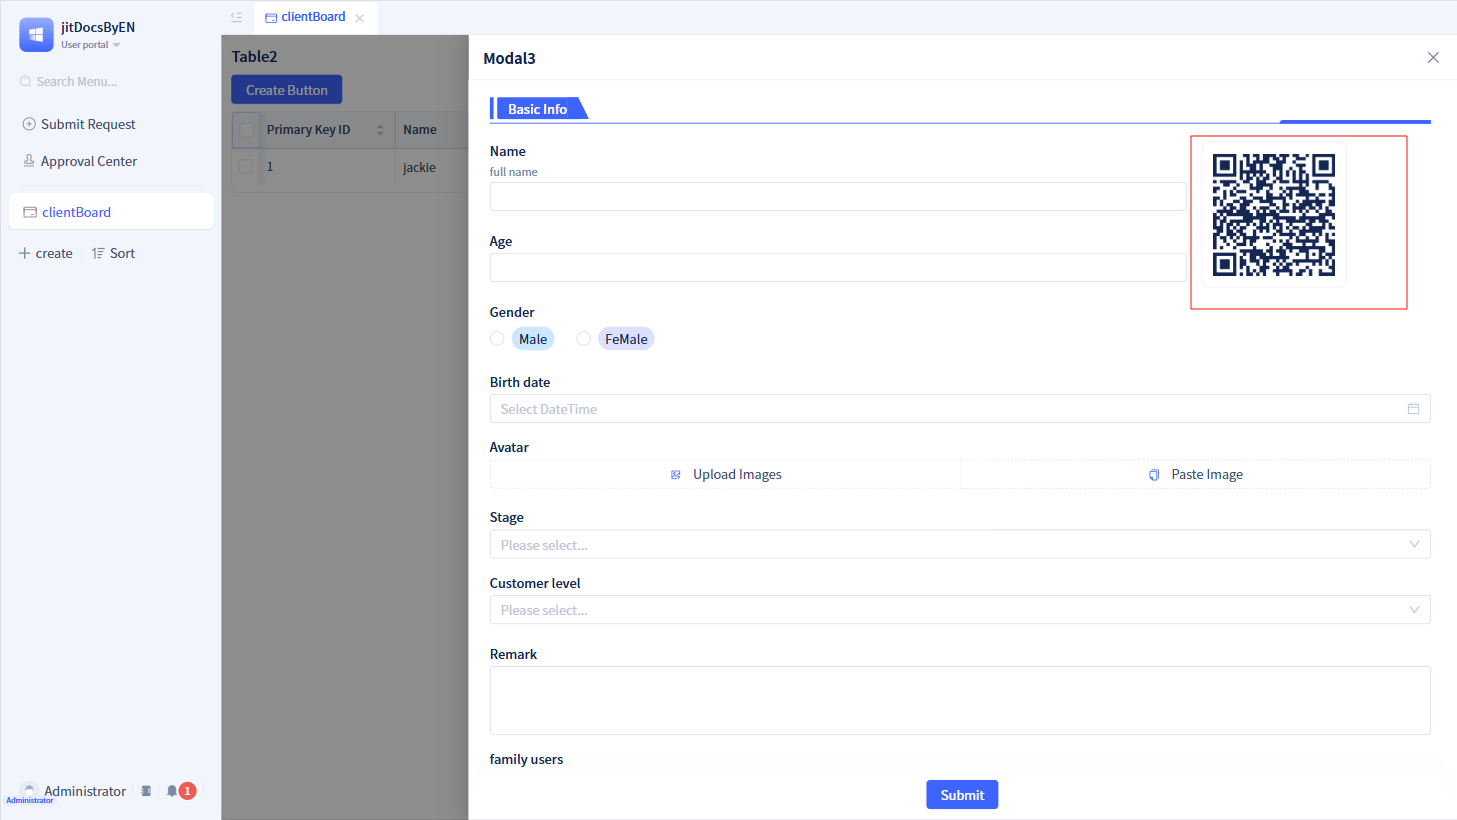 jitDocsByEN
User portal
Search Menu...
Submit Request
Approval Center
clientBoard
create
Sort
Administrator
1
Administrator
clientBoard
Table2
Create Button
Primary Key ID
Name
1
jackie
Modal3
Basic Info
Name
full name
Age
Gender
Male
FeMale
Birth date
Select DateTime
Avatar
Upload Images
Paste Image
Stage
Please select...
Customer level
Please select...
Remark
family users
Submit